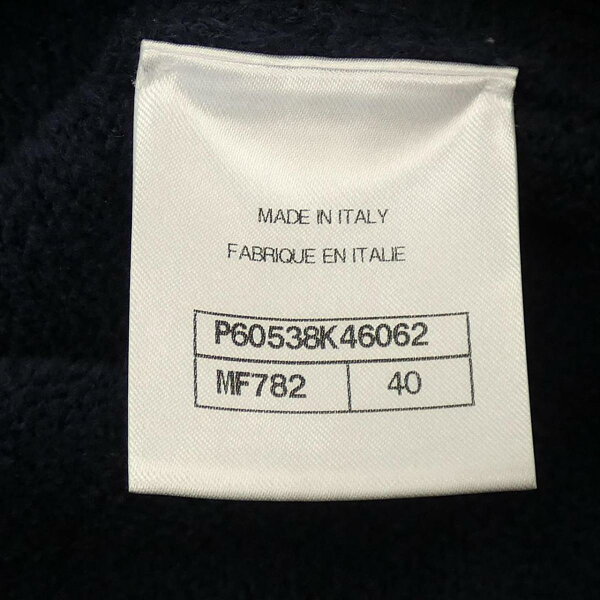 MADE IN ITALY
FABRIQUE EN ITALIE
P60538K46062
MF782 40